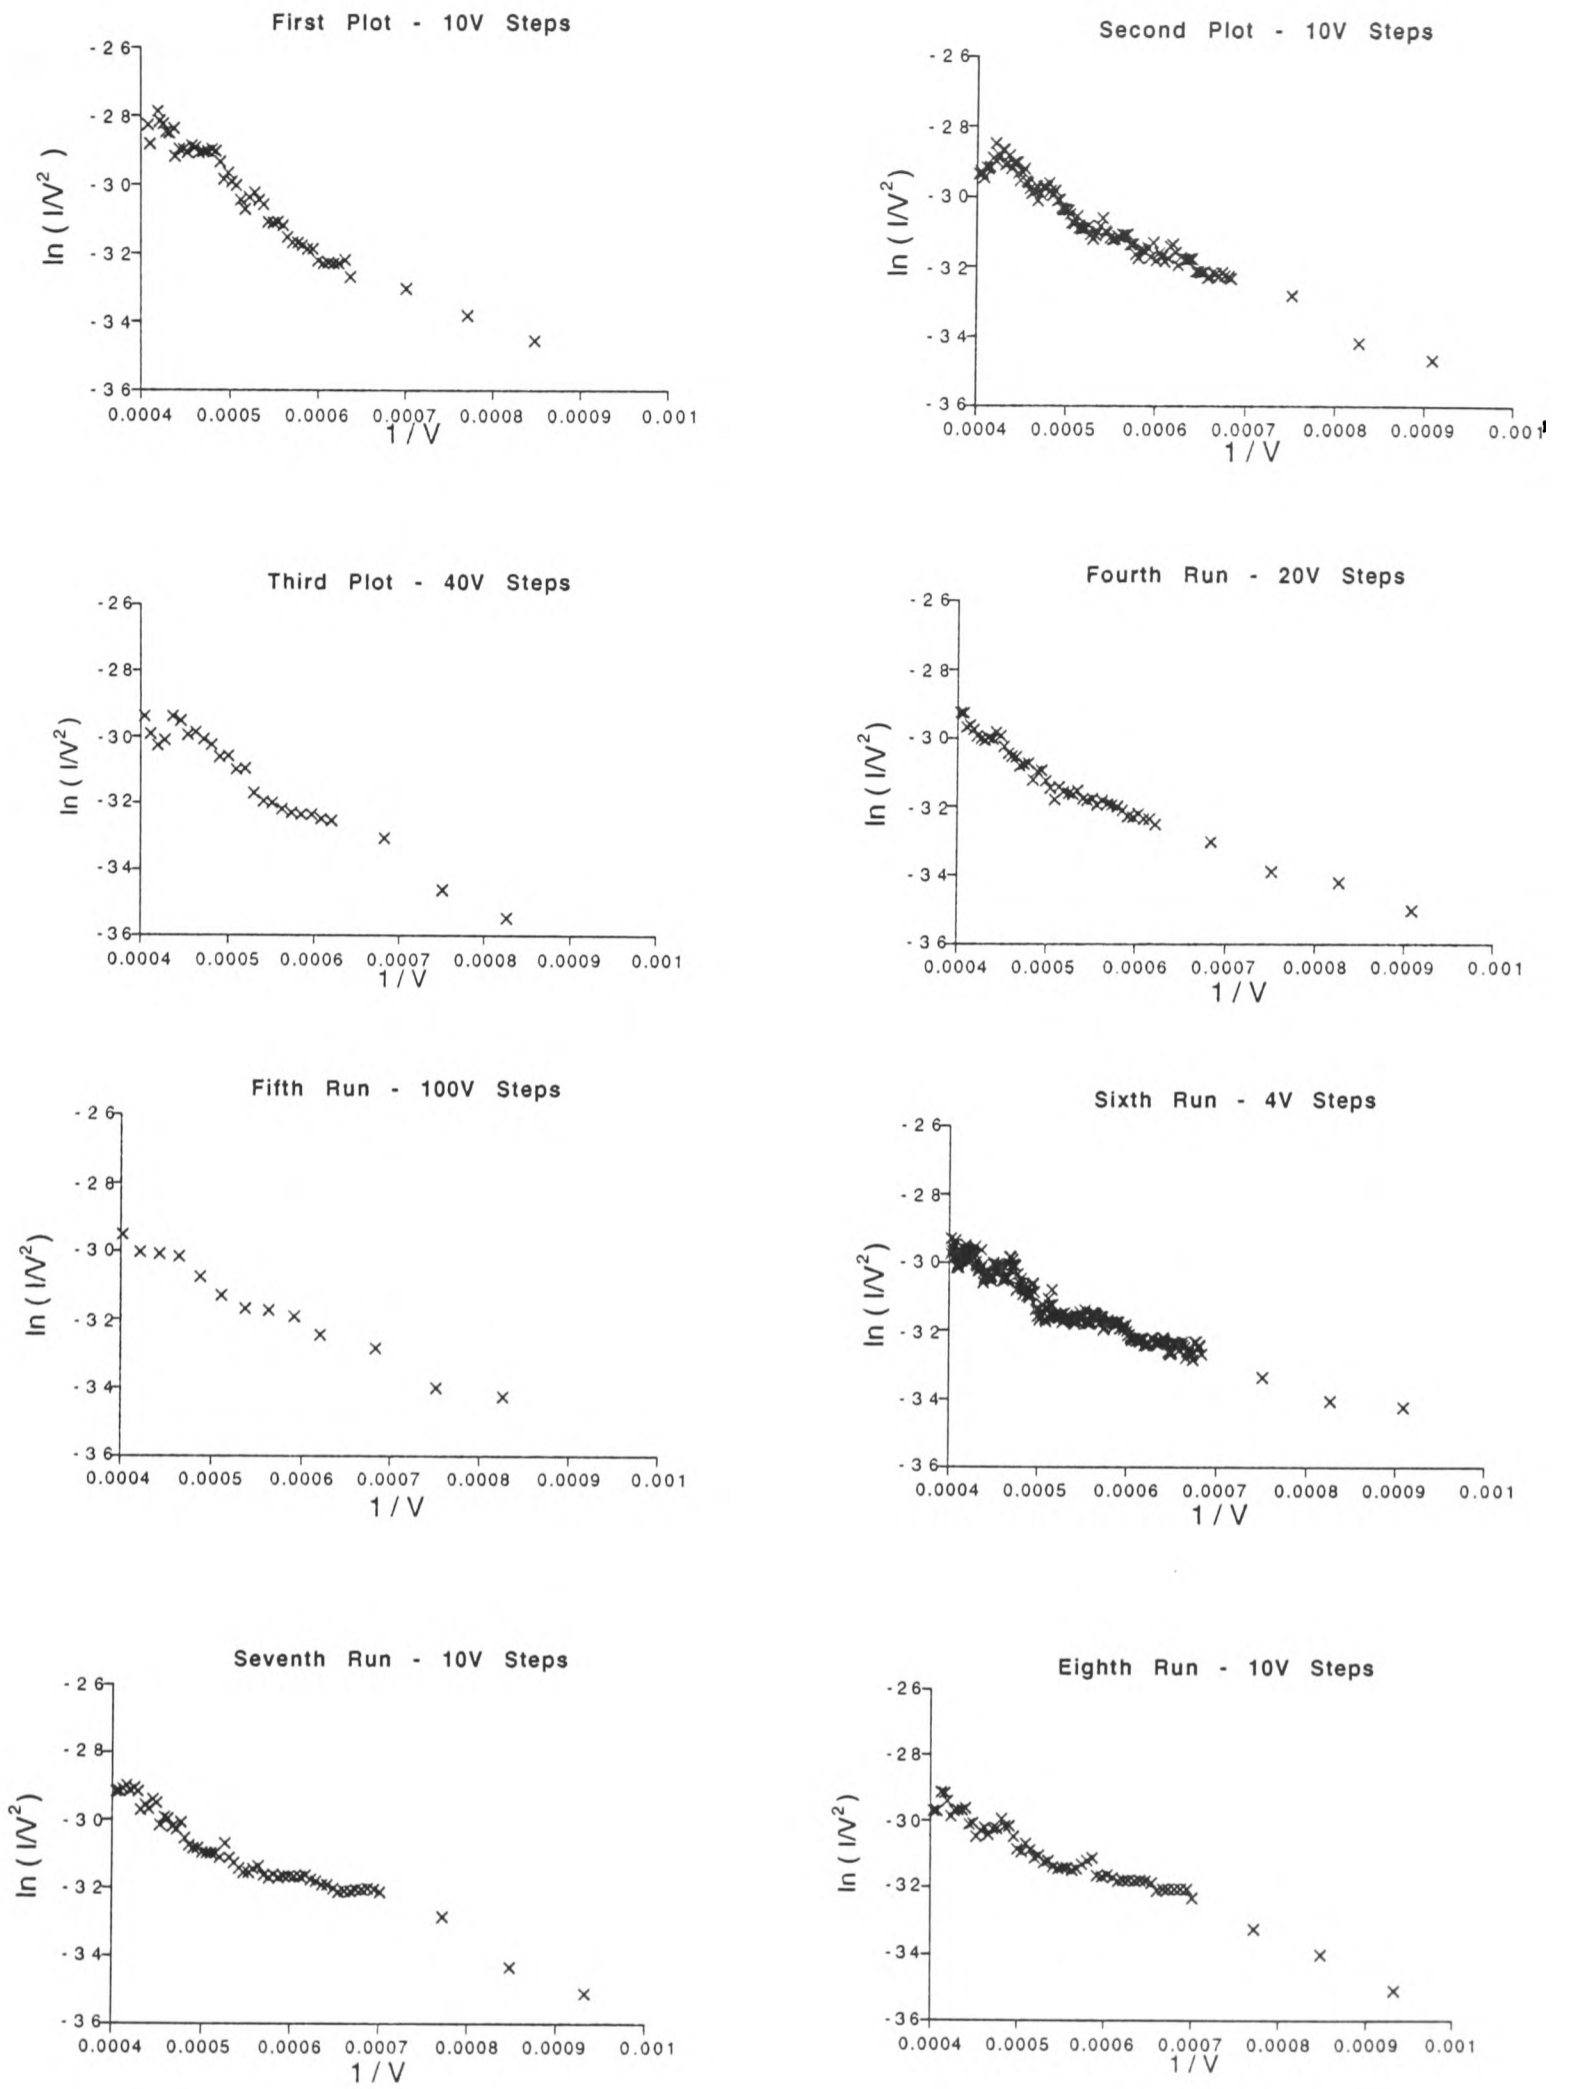 First Plot - 10V Steps
-26
-28
-30
-32
-34
-36
ln ( I/V² )
0.0004 0.0005 0.0006 0.0007 0.0008 0.0009 0.001
1 / V
Second Plot - 10V Steps
-26
-28
-30
-32
-34
-36
ln ( I/V²)
0.0004 0.0005 0.0006 0.0007 0.0008 0.0009 0.001
1 / V
Third Plot - 40V Steps
-26
-28
-30
-32
-34
-36
ln ( I/V²)
0.0004 0.0005 0.0006 0.0007 0.0008 0.0009 0.001
1 / V
Fourth Run - 20V Steps
-26
-28
-30
-32
-34
-36
ln ( I/V²)
0.0004 0.0005 0.0006 0.0007 0.0008 0.0009 0.001
1 / V
Fifth Run - 100V Steps
-26
-28
-30
-32
-34
-36
ln ( I/V²)
0.0004 0.0005 0.0006 0.0007 0.0008 0.0009 0.001
1 / V
Sixth Run - 4V Steps
-26
-28
-30
-32
-34
-36
ln ( I/V²)
0.0004 0.0005 0.0006 0.0007 0.0008 0.0009 0.001
1 / V
Seventh Run - 10V Steps
-26
-28
-30
-32
-34
-36
ln ( I/V²)
0.0004 0.0005 0.0006 0.0007 0.0008 0.0009 0.001
1 / V
Eighth Run - 10V Steps
-26
-28
-30
-32
-34
-36
ln ( I/V²)
0.0004 0.0005 0.0006 0.0007 0.0008 0.0009 0.001
1 / V